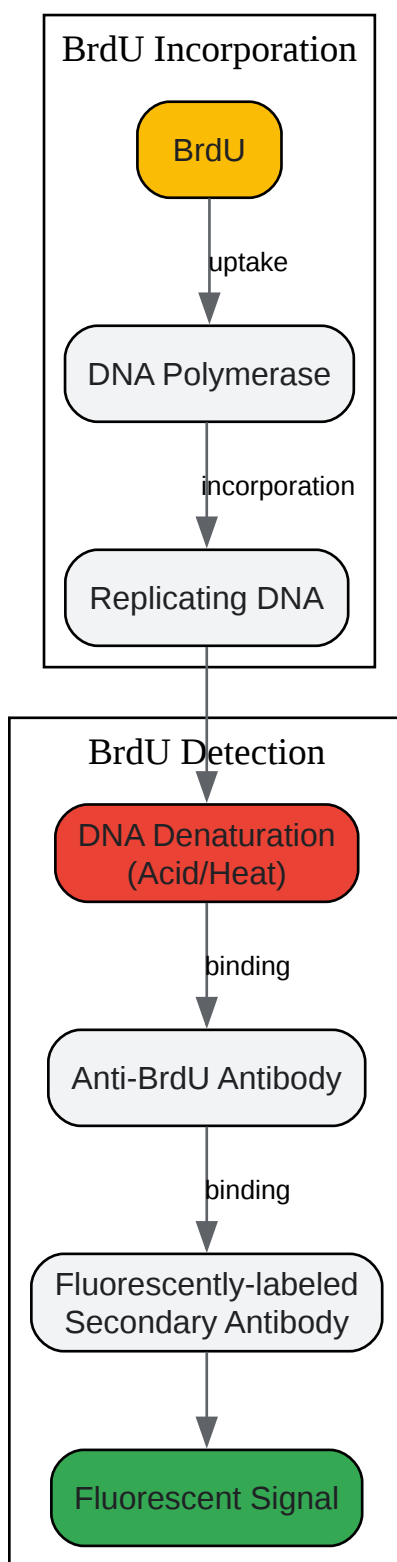 BrdU Incorporation
BrdU
uptake
DNA Polymerase
incorporation
Replicating DNA
BrdU Detection
DNA Denaturation
(Acid/Heat)
binding
Anti-BrdU Antibody
binding
Fluorescently-labeled
Secondary Antibody
Fluorescent Signal